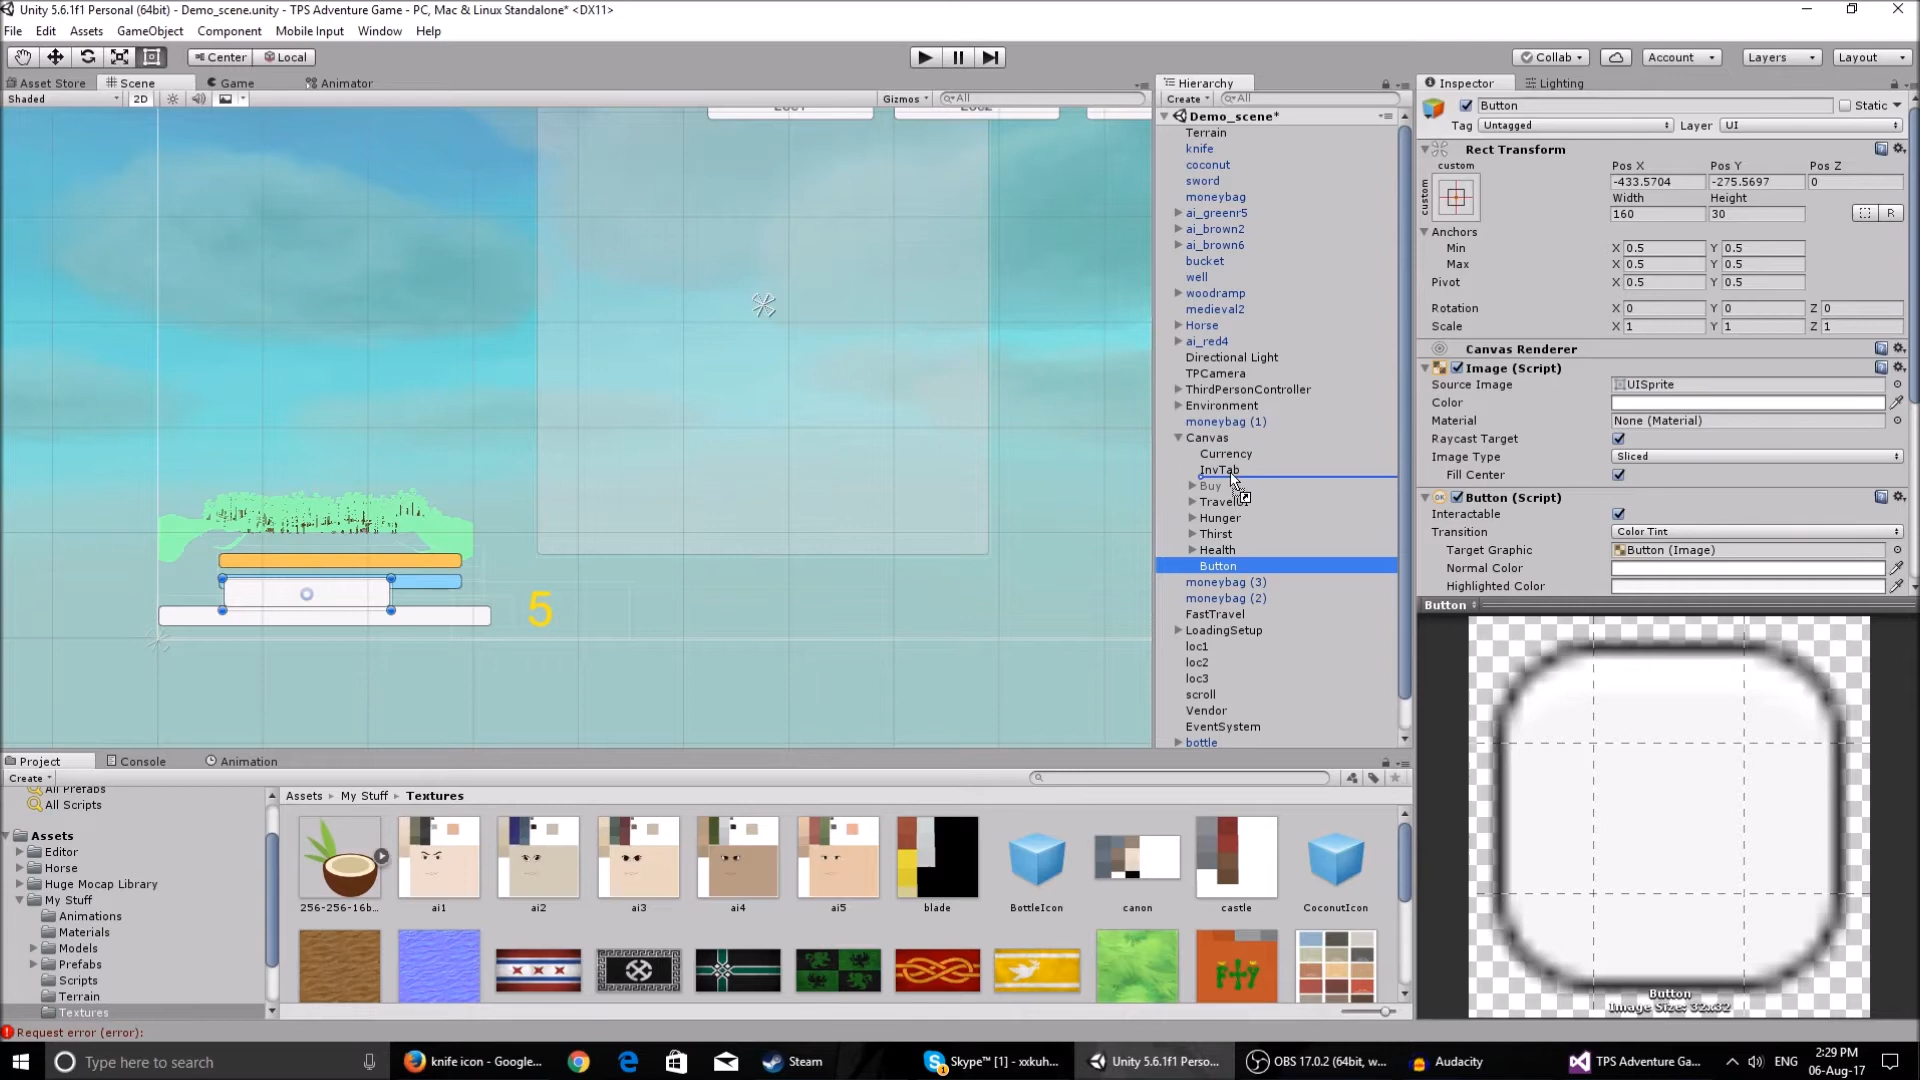 Unity 5.6.1f1 Personal (64bit) - Demo_scene.unity - TPS Adventure Game - PC, Mac & Linux Standalone* <DX11>
File Edit Assets GameObject Component Mobile Input Window Help
Center Local Collab Account Layers Layout
Asset Store Scene Game Animator
Shaded 2D Gizmos All
5
Hierarchy
Create All
Demo_scene*
Terrain
knife
coconut
sword
moneybag
ai_greenr5
ai_brown2
ai_brown6
bucket
well
woodramp
medieval2
Horse
ai_red4
Directional Light
TPCamera
ThirdPersonController
Environment
moneybag (1)
Canvas
Currency
InvTab
Buy
Hunger
Thirst
Health
Button
moneybag (3)
moneybag (2)
FastTravel
LoadingSetup
loc1
loc2
loc3
scroll
Vendor
EventSystem
bottle
Inspector Lighting
Button Static
Tag Untagged Layer UI
Rect Transform
custom
custom
Pos X Pos Y Pos Z
-433.5704 -275.5697 0
Width Height
160 30 R
Anchors
Min X 0.5 Y 0.5
Max X 0.5 Y 0.5
Pivot X 0.5 Y 0.5
Rotation X 0 Y 0 Z 0
Scale X 1 Y 1 Z 1
Canvas Renderer
Image (Script)
Source Image UISprite
Color
Material None (Material)
Raycast Target
Image Type Sliced
Fill Center
Button (Script)
Interactable
Transition Color Tint
Target Graphic Button (Image)
Normal Color
Highlighted Color
Button
Button
Image Size: 32x32
Project Console Animation
Create
All Prefabs
All Scripts
Assets
Editor
Horse
Huge Mocap Library
My Stuff
Animations
Materials
Models
Prefabs
Scripts
Terrain
Textures
Assets My Stuff Textures
256-256-16b... ai1 ai2 ai3 ai4 ai5 blade BottleIcon canon castle CoconutIcon
Request error (error):
Type here to search
knife icon - Google...
Steam
Skype™ [1] - xxkuh...
Unity 5.6.1f1 Perso...
OBS 17.0.2 (64bit, w...
Audacity
TPS Adventure Ga...
ENG
2:29 PM
06-Aug-17